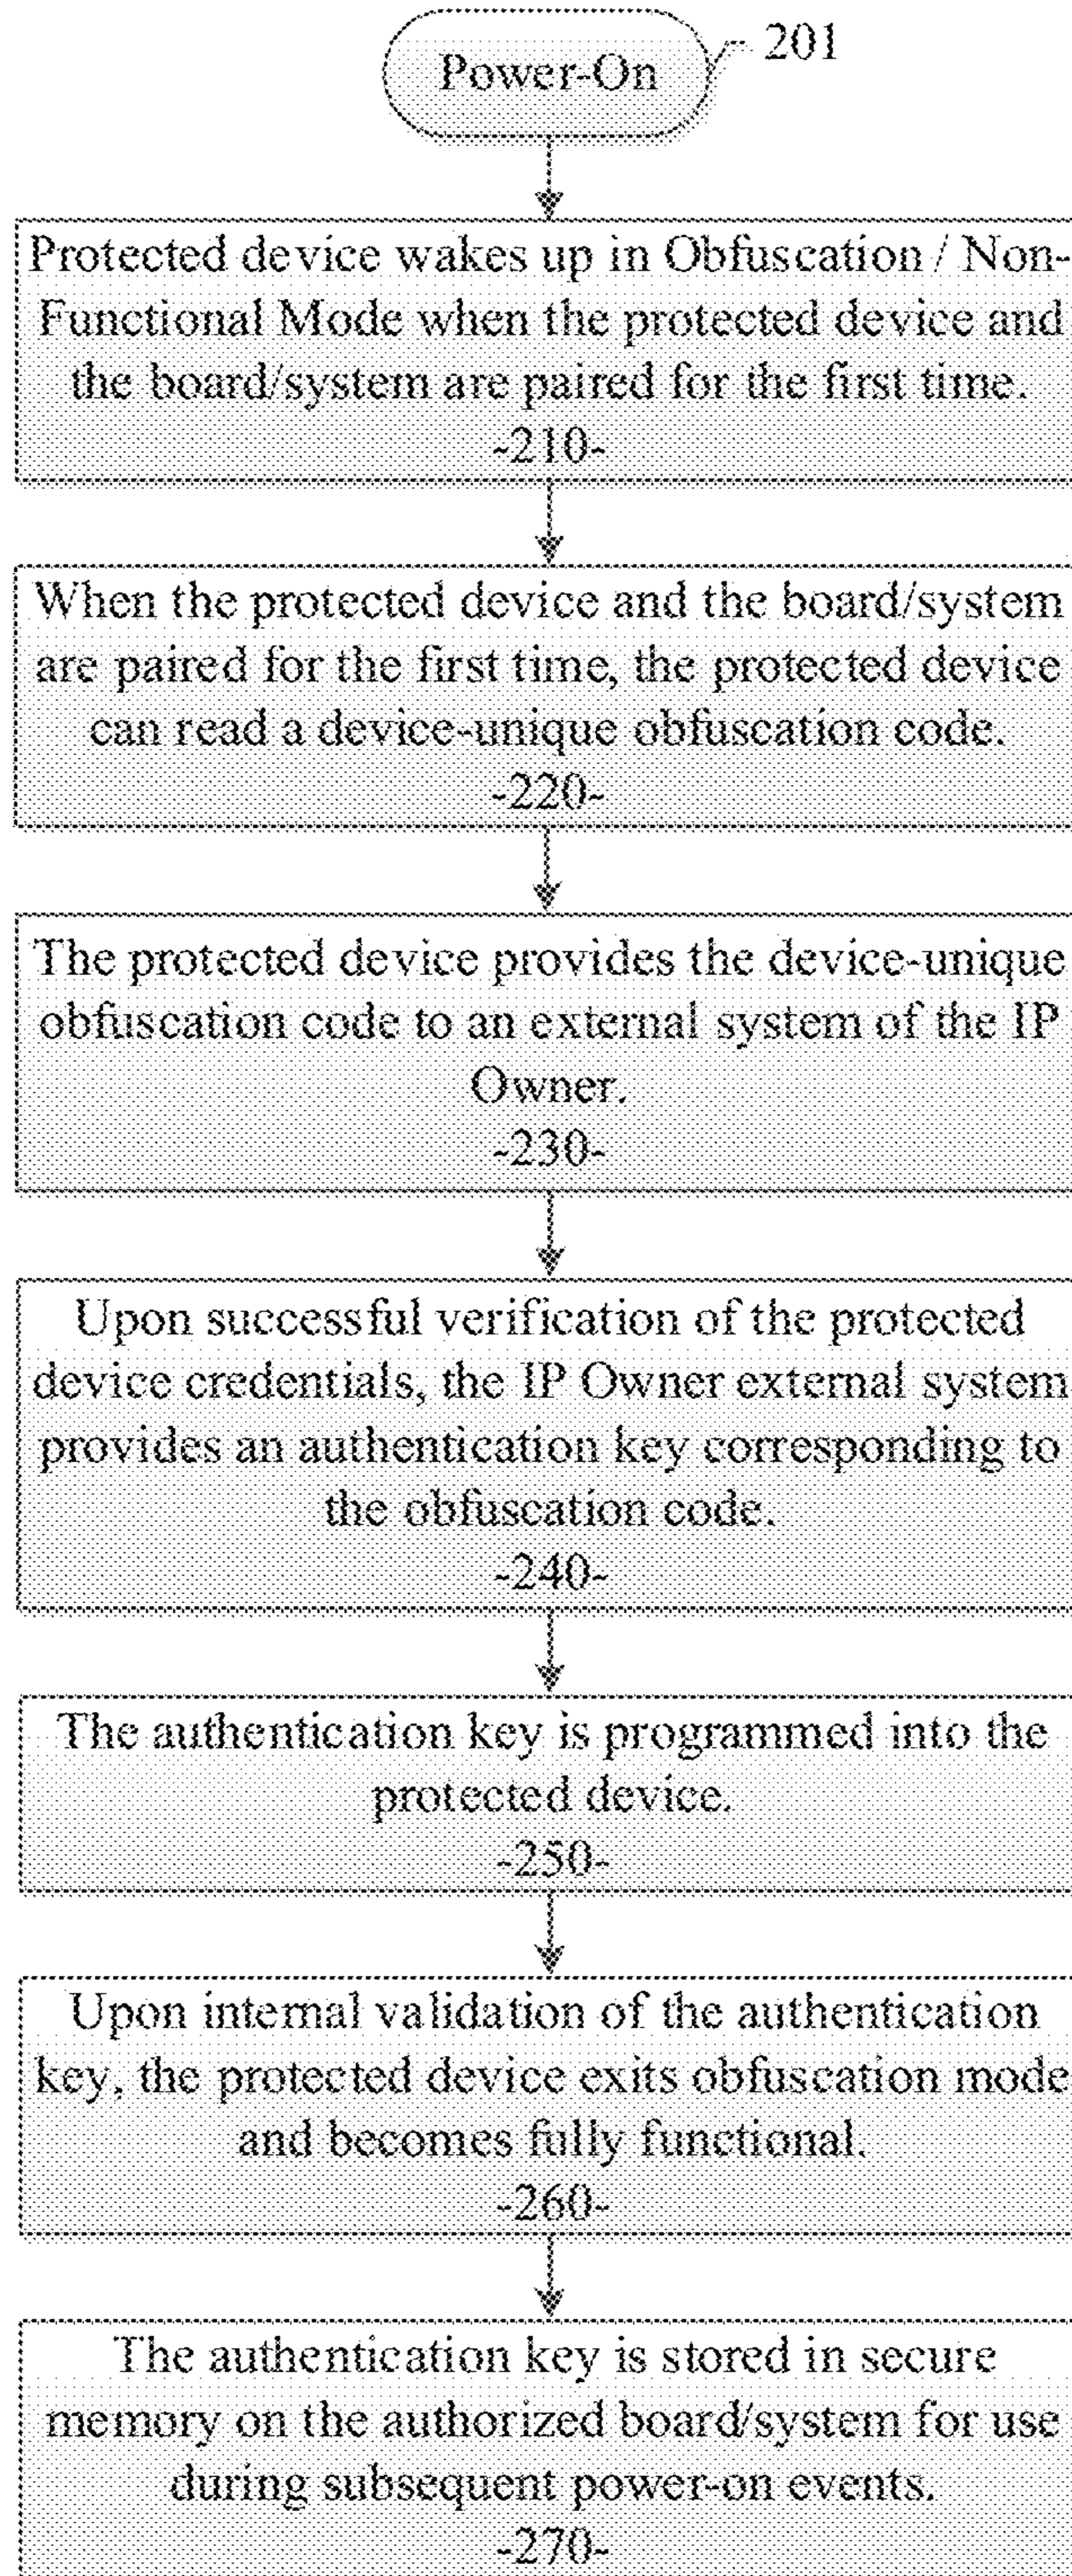 Power-On
201
Protected device wakes up in Obfuscation / Non-
Functional Mode when the protected device and
the board/system are paired for the first time.
-210-
When the protected device and the board/system
are paired for the first time, the protected device
can read a device-unique obfuscation code.
-220-
The protected device provides the device-unique
obfuscation code to an external system of the IP
Owner.
-230-
Upon successful verification of the protected
device credentials, the IP Owner external system
provides an authentication key corresponding to
the obfuscation code.
-240-
The authentication key is programmed into the
protected device.
-250-
Upon internal validation of the authentication
key, the protected device exits obfuscation mode
and becomes fully functional.
-260-
The authentication key is stored in secure
memory on the authorized board/system for use
during subsequent power-on events.
-270-